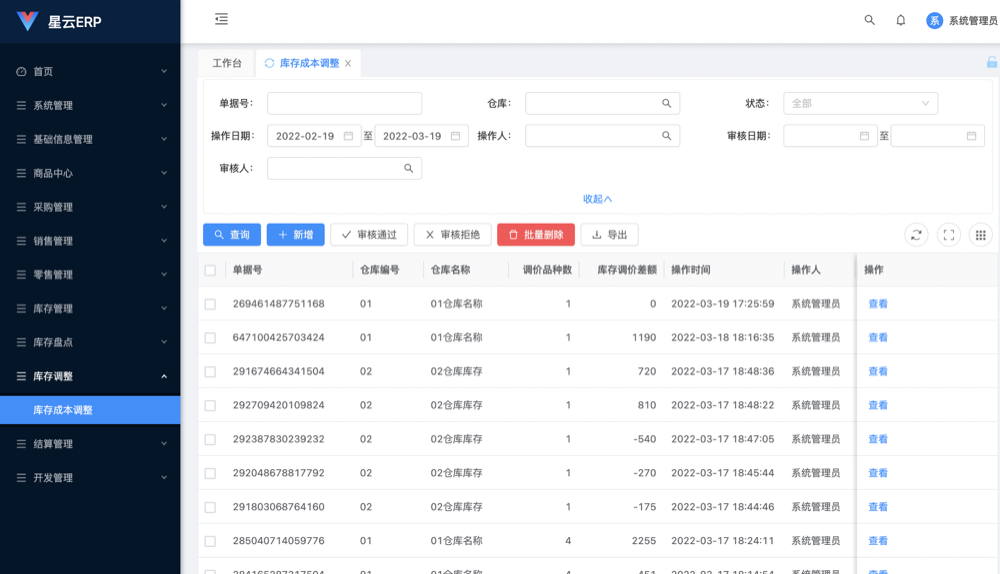 星云ERP
系 系统管理员
首页
系统管理
基础信息管理
商品中心
采购管理
销售管理
零售管理
库存管理
库存盘点
库存调整
库存成本调整
结算管理
开发管理
工作台 库存成本调整
单据号: 仓库: 状态: 全部
操作日期: 2022-02-19 至 2022-03-19 操作人: 审核日期: 至
审核人:
收起
查询 新增 审核通过 审核拒绝 批量删除 导出
单据号 仓库编号 仓库名称 调价品种数 库存调价差额 操作时间 操作人 操作
269461487751168 01 01仓库名称 1 0 2022-03-19 17:25:59 系统管理员 查看
647100425703424 01 01仓库名称 1 1190 2022-03-18 18:16:35 系统管理员 查看
291674664341504 02 02仓库库存 1 720 2022-03-17 18:48:36 系统管理员 查看
292709420109824 02 02仓库库存 1 810 2022-03-17 18:48:22 系统管理员 查看
292387830239232 02 02仓库库存 1 -540 2022-03-17 18:47:05 系统管理员 查看
292048678817792 02 02仓库库存 1 -270 2022-03-17 18:45:44 系统管理员 查看
291803068764160 02 02仓库库存 1 -175 2022-03-17 18:44:46 系统管理员 查看
285040714059776 01 01仓库名称 4 2255 2022-03-17 18:24:11 系统管理员 查看